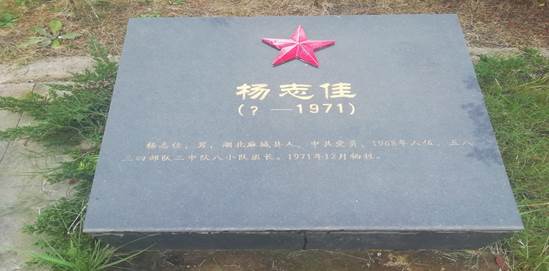 杨志佳
(？—1971)
杨志佳，男，湖北麻城县人，中共党员，1968年入伍，五八
三四部队二中队八小队班长。1971年12月牺牲。